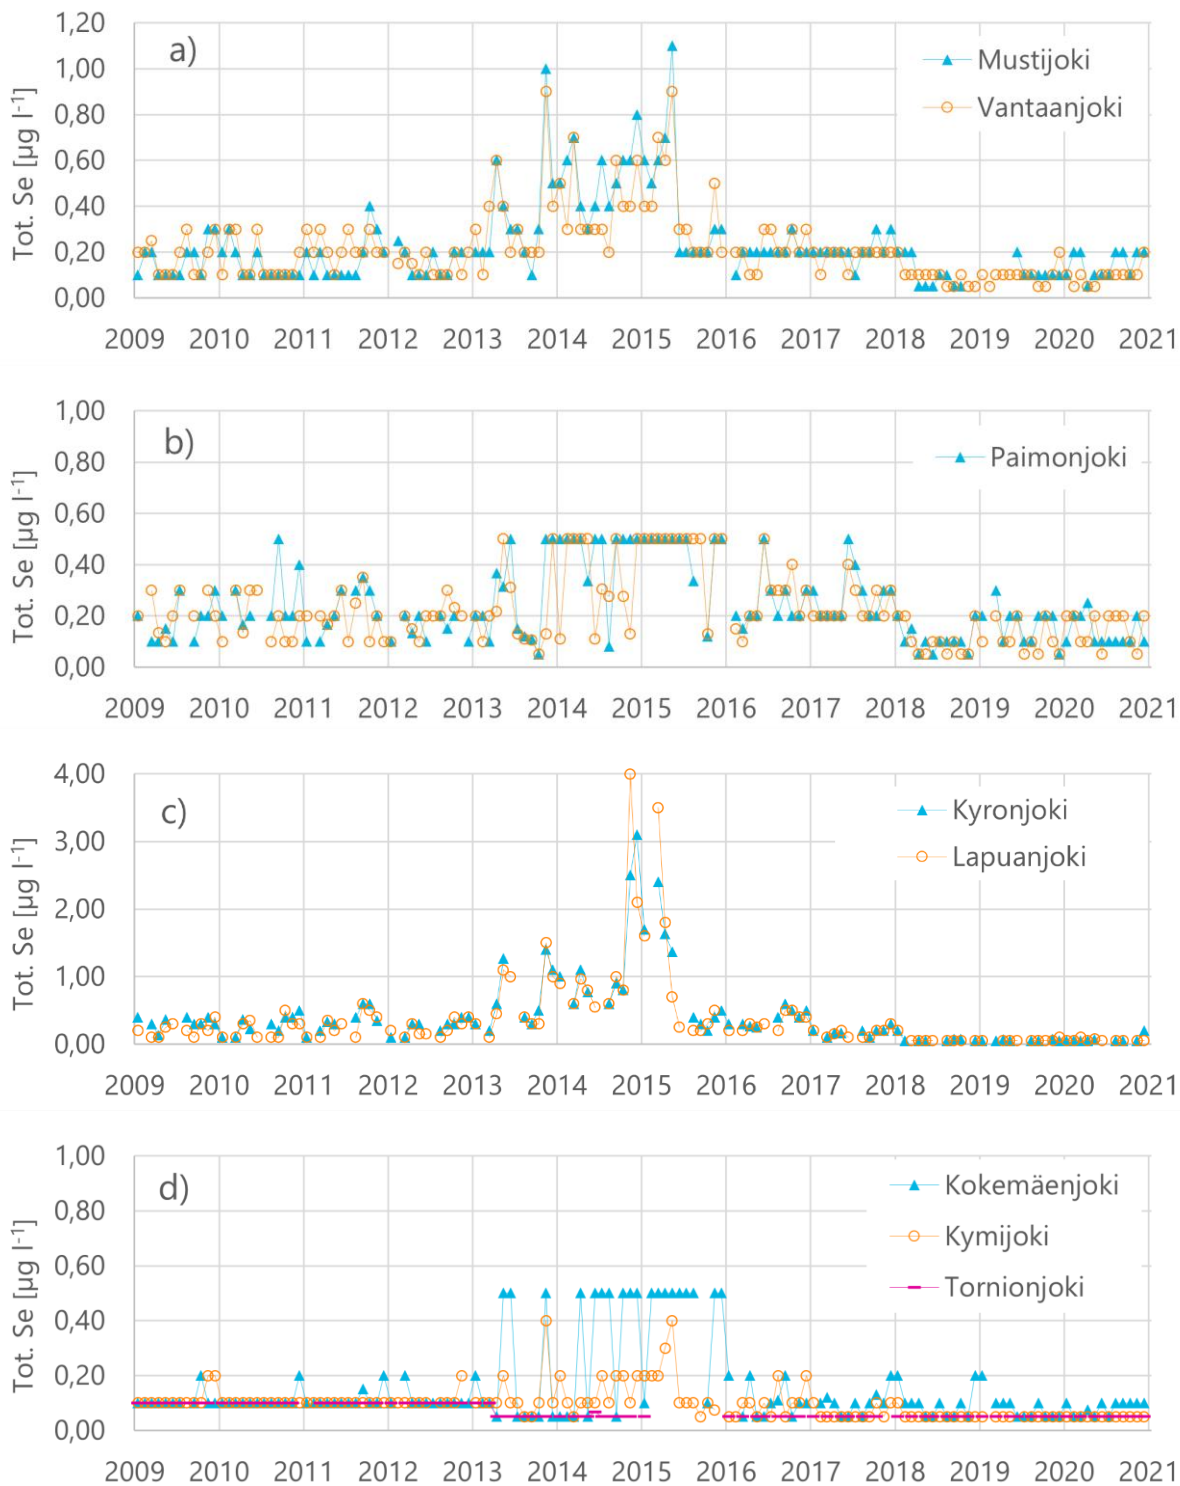 a)
Tot. Se [µg l⁻¹]
1,20
1,00
0,80
0,60
0,40
0,20
0,00
Mustijoki
Vantaanjoki
2009 2010 2011 2012 2013 2014 2015 2016 2017 2018 2019 2020 2021
b)
Tot. Se [µg l⁻¹]
1,00
0,80
0,60
0,40
0,20
0,00
Paimonjoki
2009 2010 2011 2012 2013 2014 2015 2016 2017 2018 2019 2020 2021
c)
Tot. Se [µg l⁻¹]
4,00
3,00
2,00
1,00
0,00
Kyronjoki
Lapuanjoki
2009 2010 2011 2012 2013 2014 2015 2016 2017 2018 2019 2020 2021
d)
Tot. Se [µg l⁻¹]
1,00
0,80
0,60
0,40
0,20
0,00
Kokemäenjoki
Kymijoki
Tornionjoki
2009 2010 2011 2012 2013 2014 2015 2016 2017 2018 2019 2020 2021